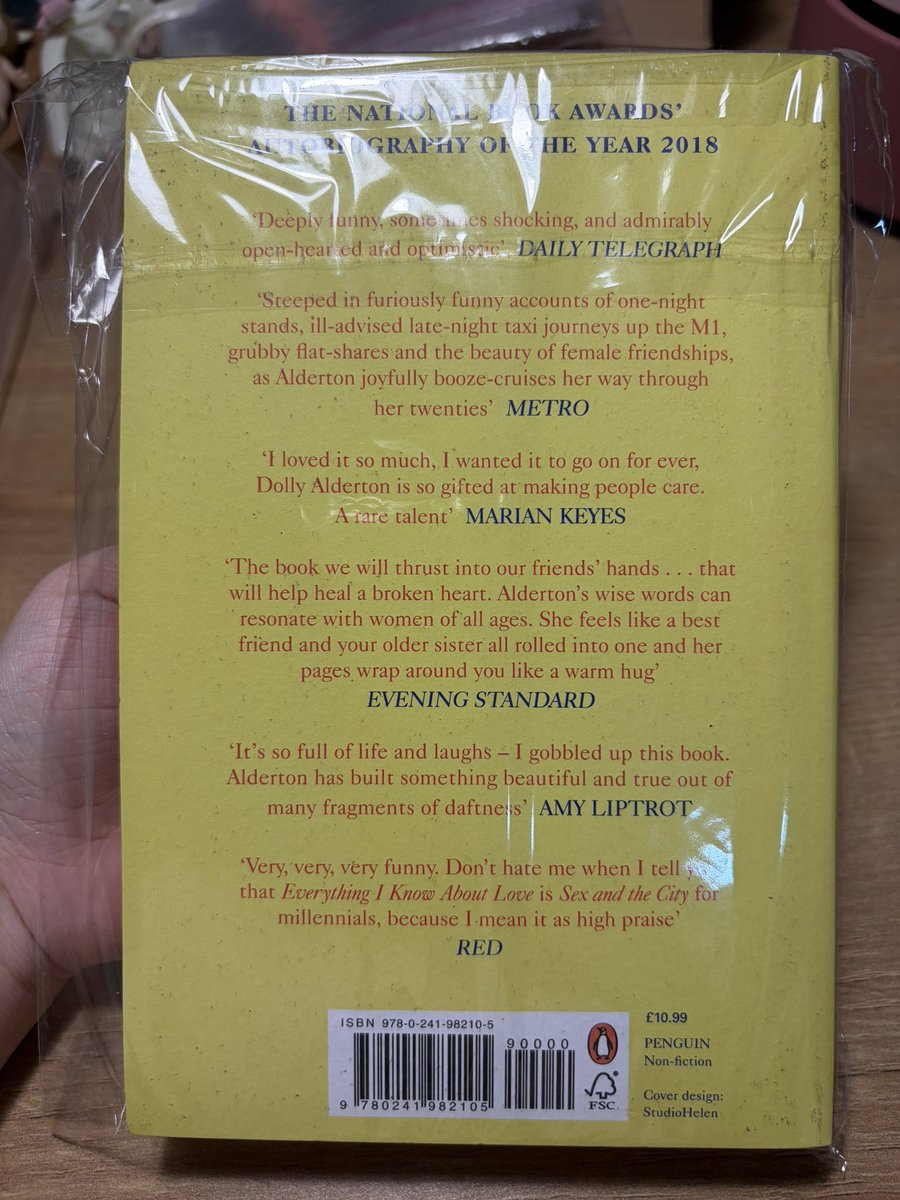 THE NATIONAL BOOK AWARDS’
AUTOBIOGRAPHY OF THE YEAR 2018
‘Deeply funny, sometimes shocking, and admirably
open-hearted and optimistic’ DAILY TELEGRAPH
‘Steeped in furiously funny accounts of one-night
stands, ill-advised late-night taxi journeys up the M1,
grubby flat-shares and the beauty of female friendships,
as Alderton joyfully booze-cruises her way through
her twenties’ METRO
‘I loved it so much, I wanted it to go on for ever,
Dolly Alderton is so gifted at making people care.
A rare talent’ MARIAN KEYES
‘The book we will thrust into our friends’ hands . . . that
will help heal a broken heart. Alderton’s wise words can
resonate with women of all ages. She feels like a best
friend and your older sister all rolled into one and her
pages wrap around you like a warm hug’
EVENING STANDARD
‘It’s so full of life and laughs – I gobbled up this book.
Alderton has built something beautiful and true out of
many fragments of daftness’ AMY LIPTROT
‘Very, very, very funny. Don’t hate me when I tell
that Everything I Know About Love is Sex and the City for
millennials, because I mean it as high praise’
RED
ISBN 978-0-241-98210-5
90000
9 780241 982105
FSC
£10.99
PENGUIN
Non-fiction
Cover design:
StudioHelen